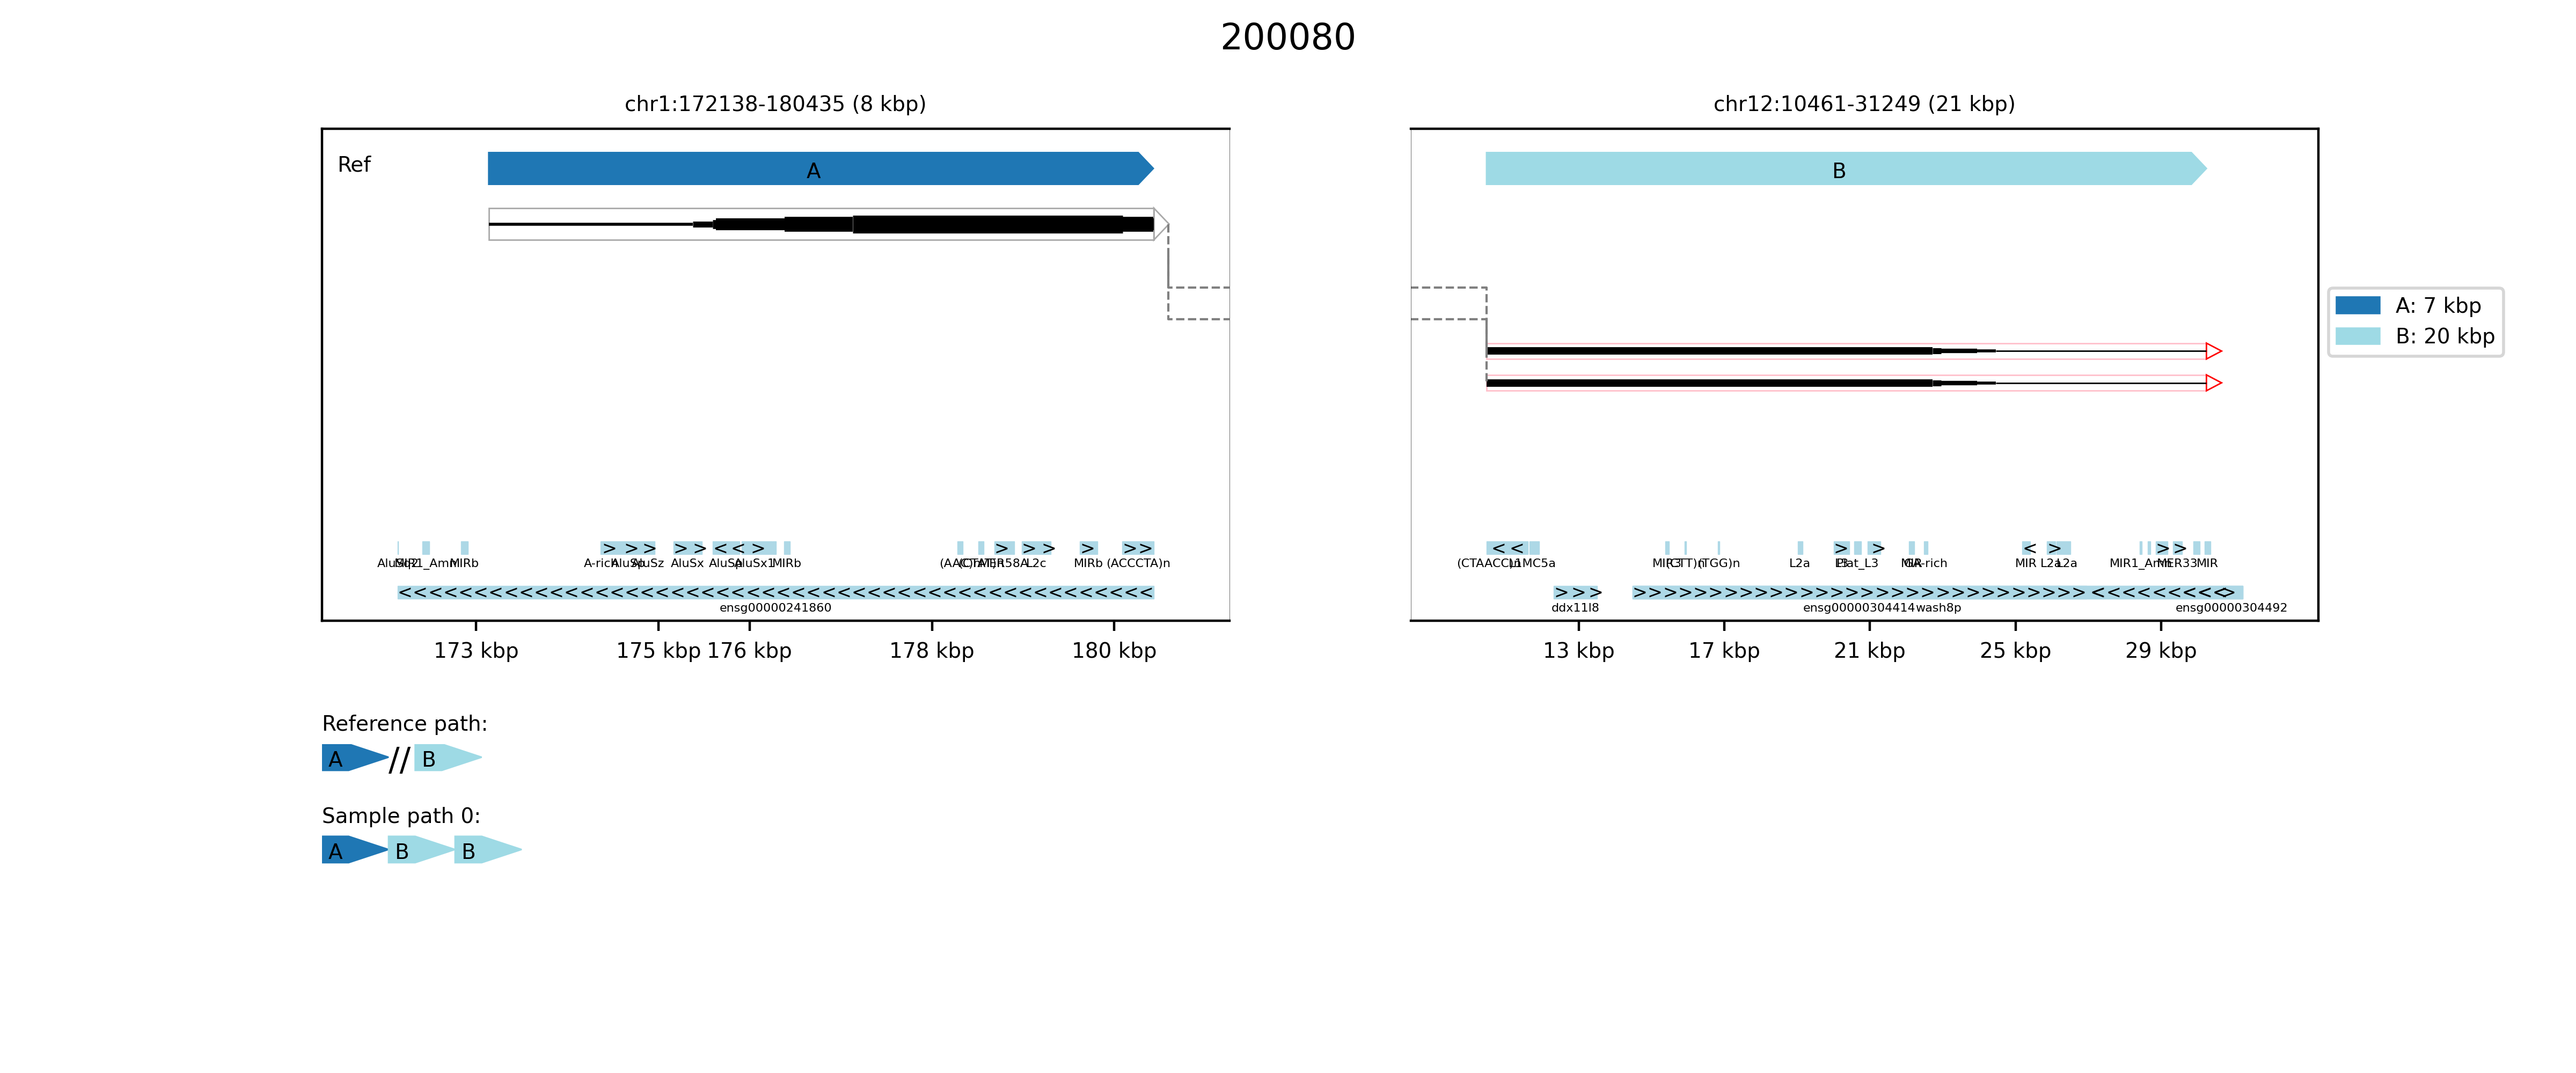 200080
chr1:172138-180435 (8 kbp)
chr12:10461-31249 (21 kbp)
Ref
A
B
A: 7 kbp
B: 20 kbp
> > > > > > < < >
> > > > > >
< < > > < > > >
MIRb A-rich AluSz AluSx MIRb L2c MIRb (ACCCTA)n
L1MC5a L2a MIR L2a MIR
ensg00000241860
ddx11l8
ensg00000304414 wash8p
ensg00000304492
173 kbp 175 kbp 176 kbp 178 kbp 180 kbp
13 kbp 17 kbp 21 kbp 25 kbp 29 kbp
Reference path:
A // B
Sample path 0:
A B B